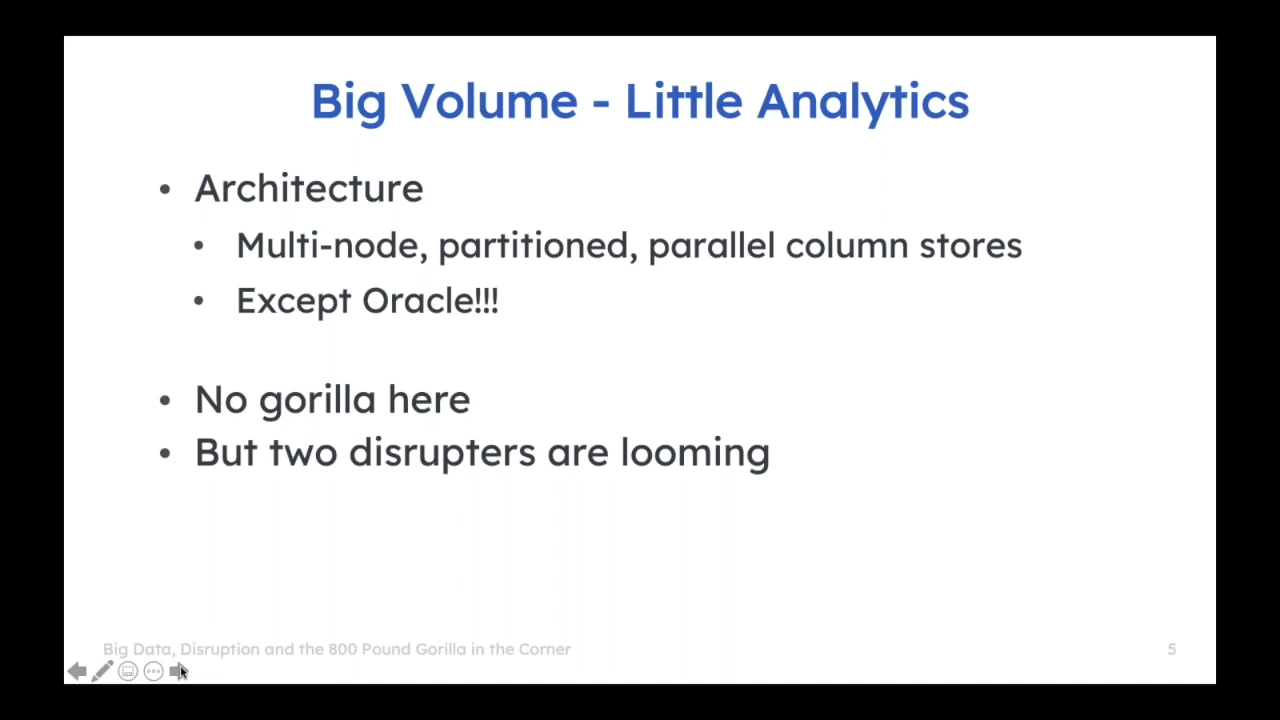 Big Volume - Little Analytics
• Architecture
• Multi-node, partitioned, parallel column stores
• Except Oracle!!!
• No gorilla here
• But two disrupters are looming
Big Data, Disruption and the 800 Pound Gorilla in the Corner
5